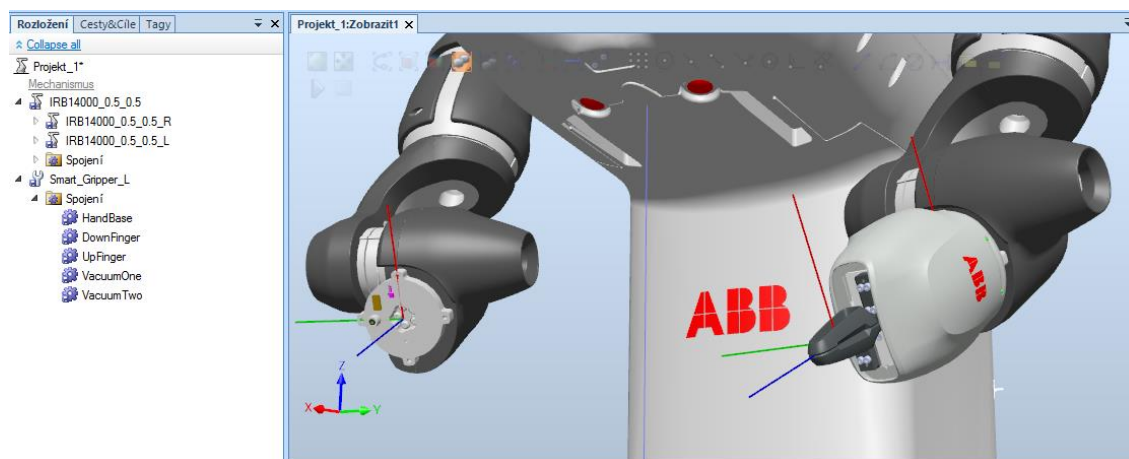 Rozložení Cesty&Cíle Tagy
Collapse all
Projekt_1*
Mechanismus
IRB14000_0.5_0.5
IRB14000_0.5_0.5_R
IRB14000_0.5_0.5_L
Spojení
Smart_Gripper_L
Spojení
HandBase
DownFinger
UpFinger
VacuumOne
VacuumTwo
Projekt_1:Zobrazit1
ABB
ABB
Z
X
Y